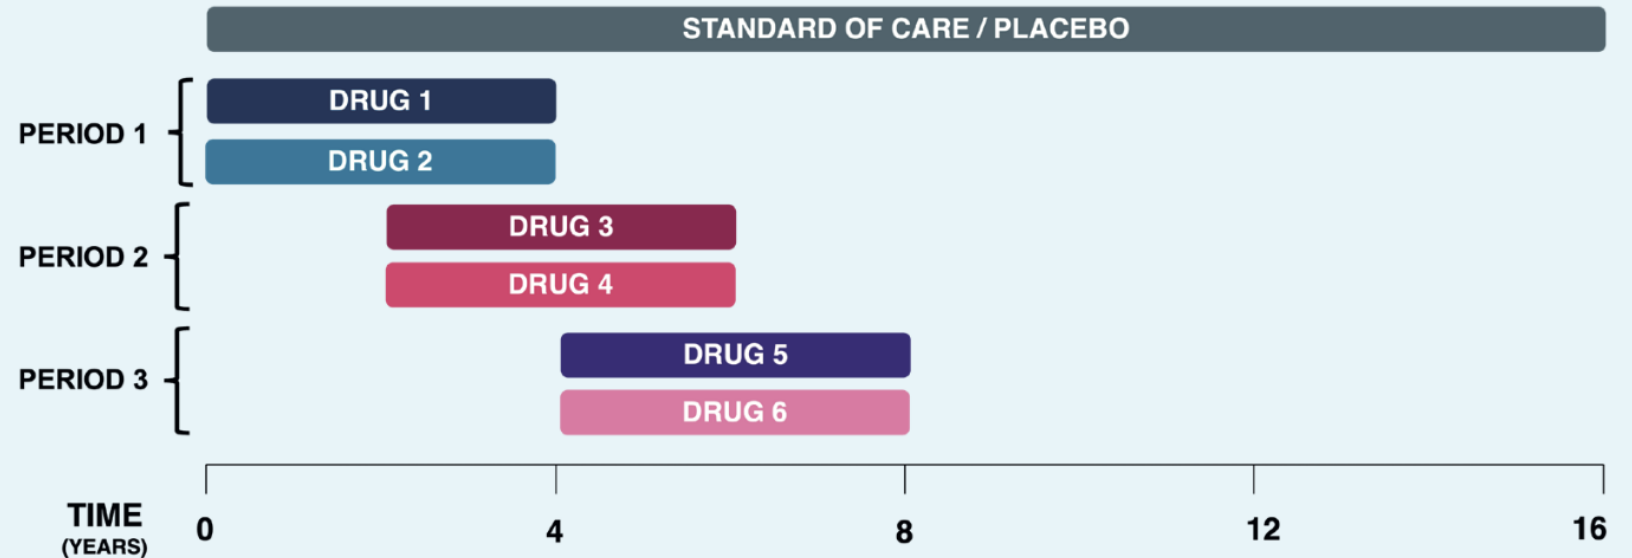 STANDARD OF CARE / PLACEBO
PERIOD 1
DRUG 1
DRUG 2
PERIOD 2
DRUG 3
DRUG 4
PERIOD 3
DRUG 5
DRUG 6
TIME
(YEARS)
0 4 8 12 16